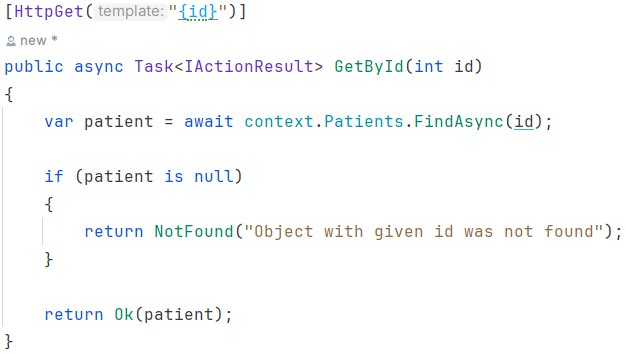 [HttpGet( template: "{id}")]
new *
public async Task<IActionResult> GetById(int id)
{
    var patient = await context.Patients.FindAsync(id);
    if (patient is null)
    {
        return NotFound("Object with given id was not found");
    }
    return Ok(patient);
}